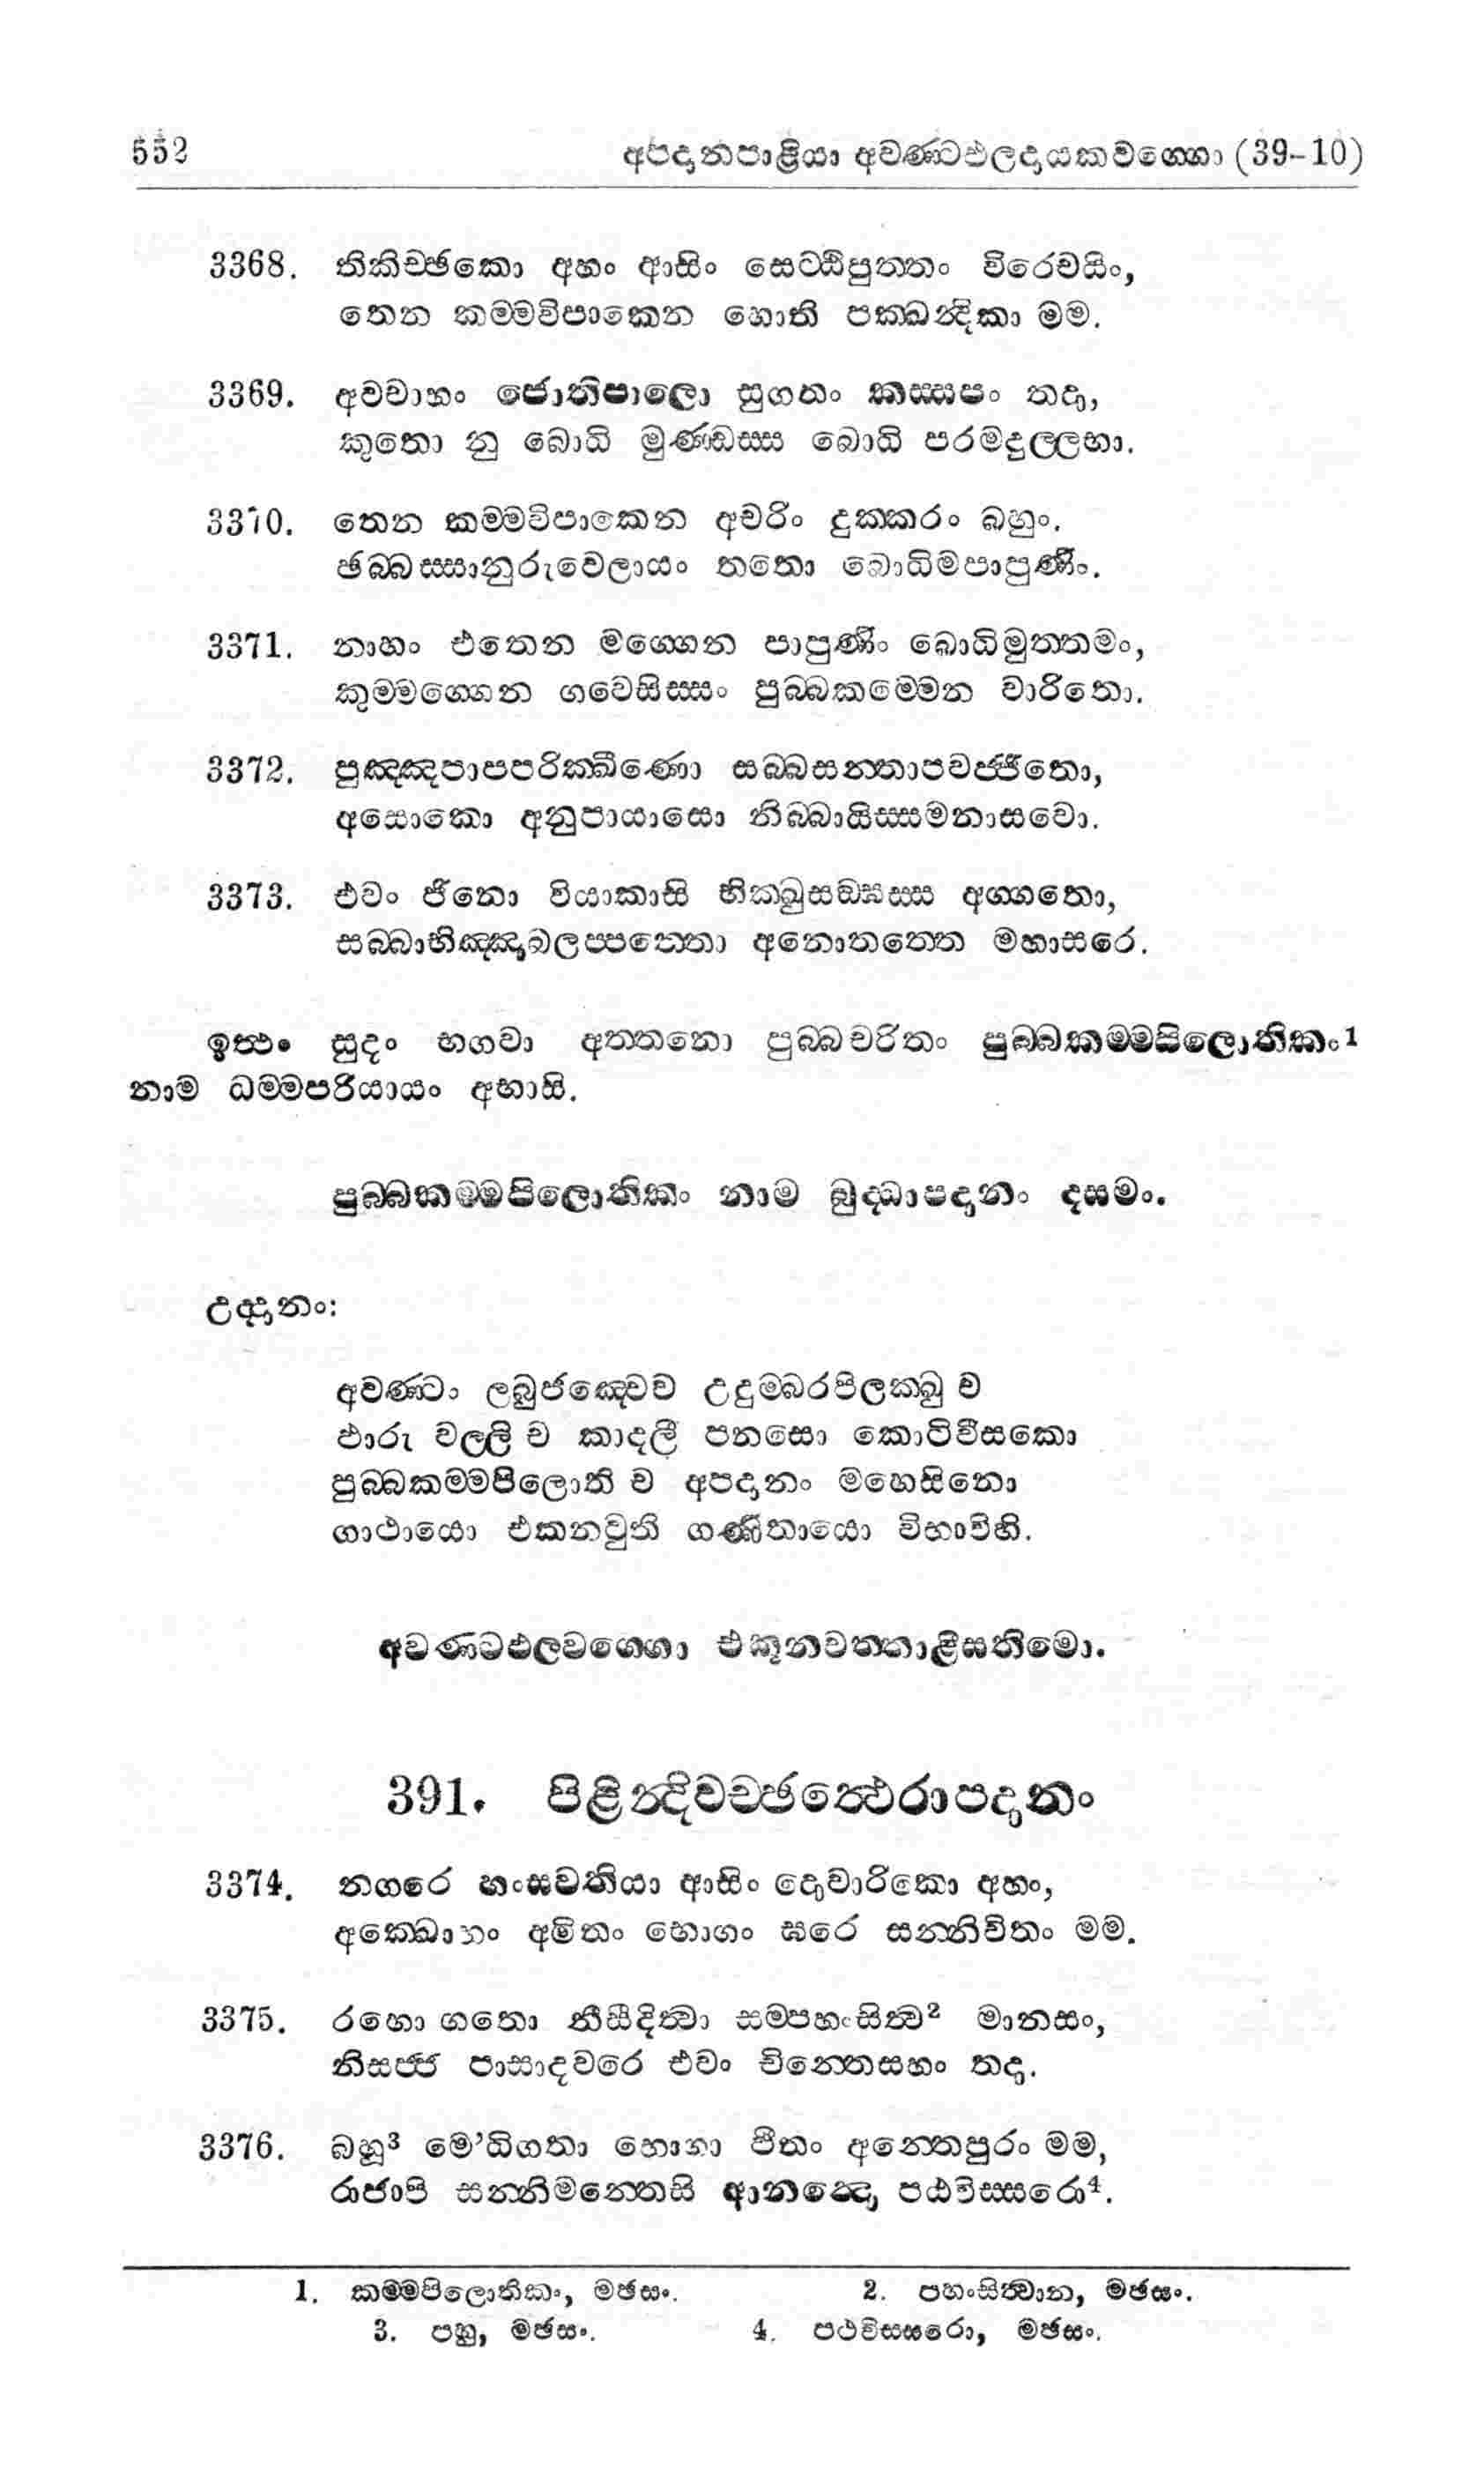 552 අපදානපාළියා අවණ්ටඵලදායකවග්ගො (39-10)
3368. තිකිච්ඡකො අහං ආසිං සෙට්ඨිපුත්තං විරෙචයිං,
තෙන කම්මවිපාකෙන හොති පක්ඛන්දිකා මම.
3369. අවචාහං ජොතිපාලො සුගතං කස්සපං තදා,
කුතො නු බොධි මුණ්ඩස්ස බොධි පරමදුල්ලභා.
3370. තෙන කම්මවිපාකෙන අචරිං දුක්කරං බහුං.
ඡබ්බස්සානුරුවෙලායං තතො බොධිමපාපුණිං.
3371. නාහං එතෙන මග්ගෙන පාපුණිං බොධිමුත්තමං,
කුම්මග්ගෙන ගවෙසිස්සං පුබ්බකම්මෙන වාරිතො.
3372. පුඤ්ඤපාපපරික්ඛීණො සබ්බසන්තාපවජ්ජිතො,
අසොකො අනුපායාසො නිබ්බායිස්සමනාසවො.
3373. එවං ජිනො වියාකාසි භික්ඛුසඞ්ඝස්ස අග්ගතො,
සබ්බාභිඤ්ඤාබලප්පත්තො අනොතත්තෙ මහාසරෙ.
ඉත්ථං සුදං භගවා අත්තනො පුබ්බචරිතං පුබ්බකම්මපිලොතිකං1
නාම ධම්මපරියායං අභාසි.
පුබ්බකම්මපිලොතිකං නාම බුද්ධාපදානං දසමං.
උද්දානං:
අවණ්ටං ලබුජඤ්චෙව උදුම්බරපිලක්ඛු ච
ඵාරු වල්ලි ච කාදලී පනසො කොටිවීසකො
පුබ්බකම්මපිලොති ච අපදානං මහෙසිනො
ගාථායො එකනවුති ගණිතායො විභාවිහි.
අවණ්ටඵලවග්ගො එකූනචත්තාළීසතිමො.
391. පිළින්දිවච්ඡත්ථෙරාපදානං
3374. නගරෙ හංසවතියා ආසිං දොවාරිකො අහං,
අක්ඛොභං අමිතං භොගං ඝරෙ සන්නිචිතං මම.
3375. රහො ගතො නිසීදිත්වා සම්පහංසිත්ව2 මානසං,
නිසජ්ජ පාසාදවරෙ එවං චින්තෙසහං තදා.
3376. බහූ3 මෙ’ධිගතා භොගා ඵීතං අන්තෙපුරං මම,
රාජාපි සන්නිමන්තෙසි ආනන්දො පඨවිස්සරො4.
1. කම්මපිලොතිකං, මඡසං. 2. පහංසිත්වාන, මඡසං.
3. පහු, මඡසං. 4. පථවිස්සරො, මඡසං.